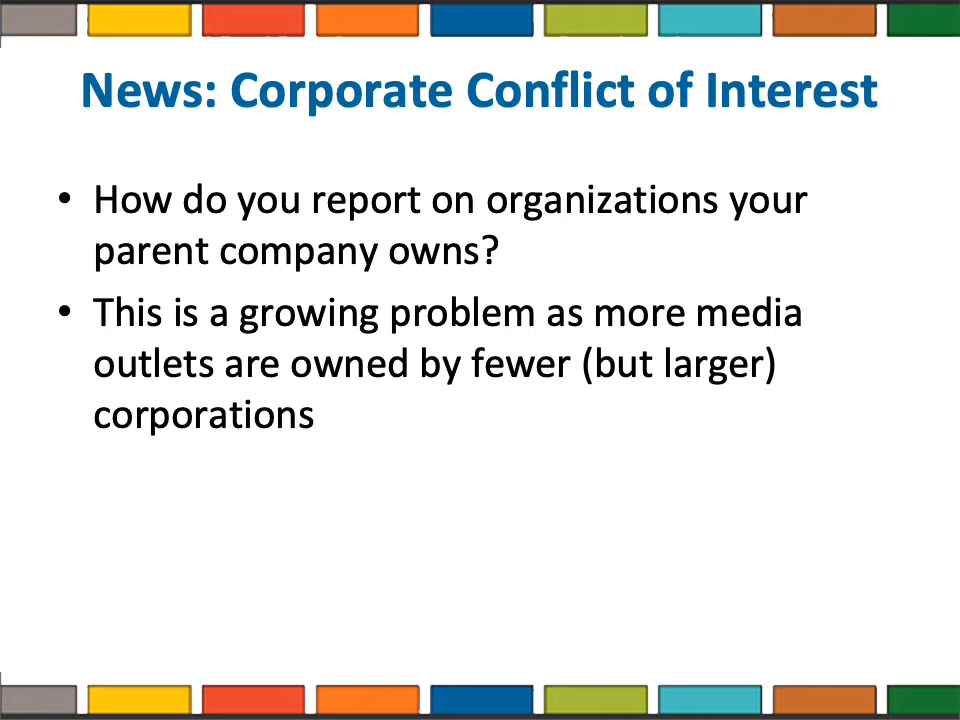 News: Corporate Conflict of Interest
• How do you report on organizations your
parent company owns?
• This is a growing problem as more media
outlets are owned by fewer (but larger)
corporations